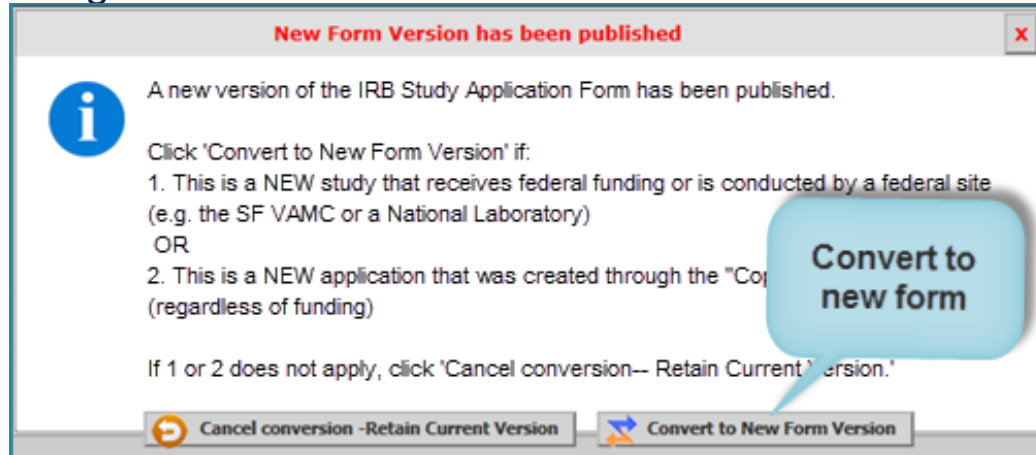 New Form Version has been published
x
A new version of the IRB Study Application Form has been published.
Click 'Convert to New Form Version' if:
1. This is a NEW study that receives federal funding or is conducted by a federal site
(e.g. the SF VAMC or a National Laboratory)
OR
2. This is a NEW application that was created through the "Cop
(regardless of funding)
Convert to
new form
If 1 or 2 does not apply, click 'Cancel conversion-- Retain Current Version.'
Cancel conversion -Retain Current Version
Convert to New Form Version